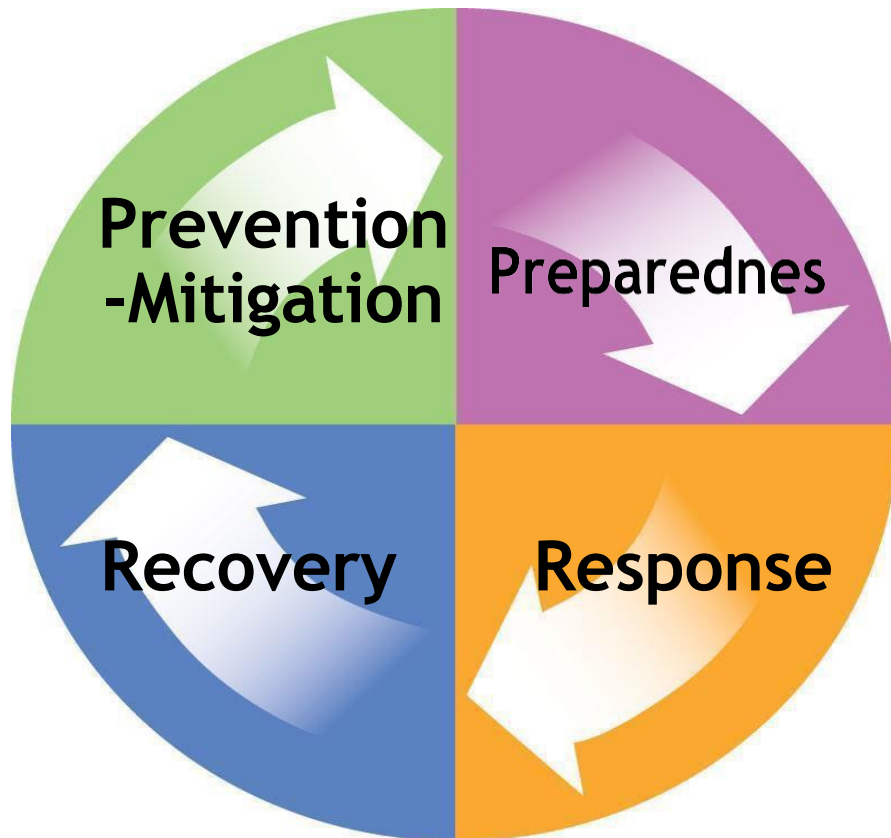 Prevention
-Mitigation
Preparednes
Recovery
Response